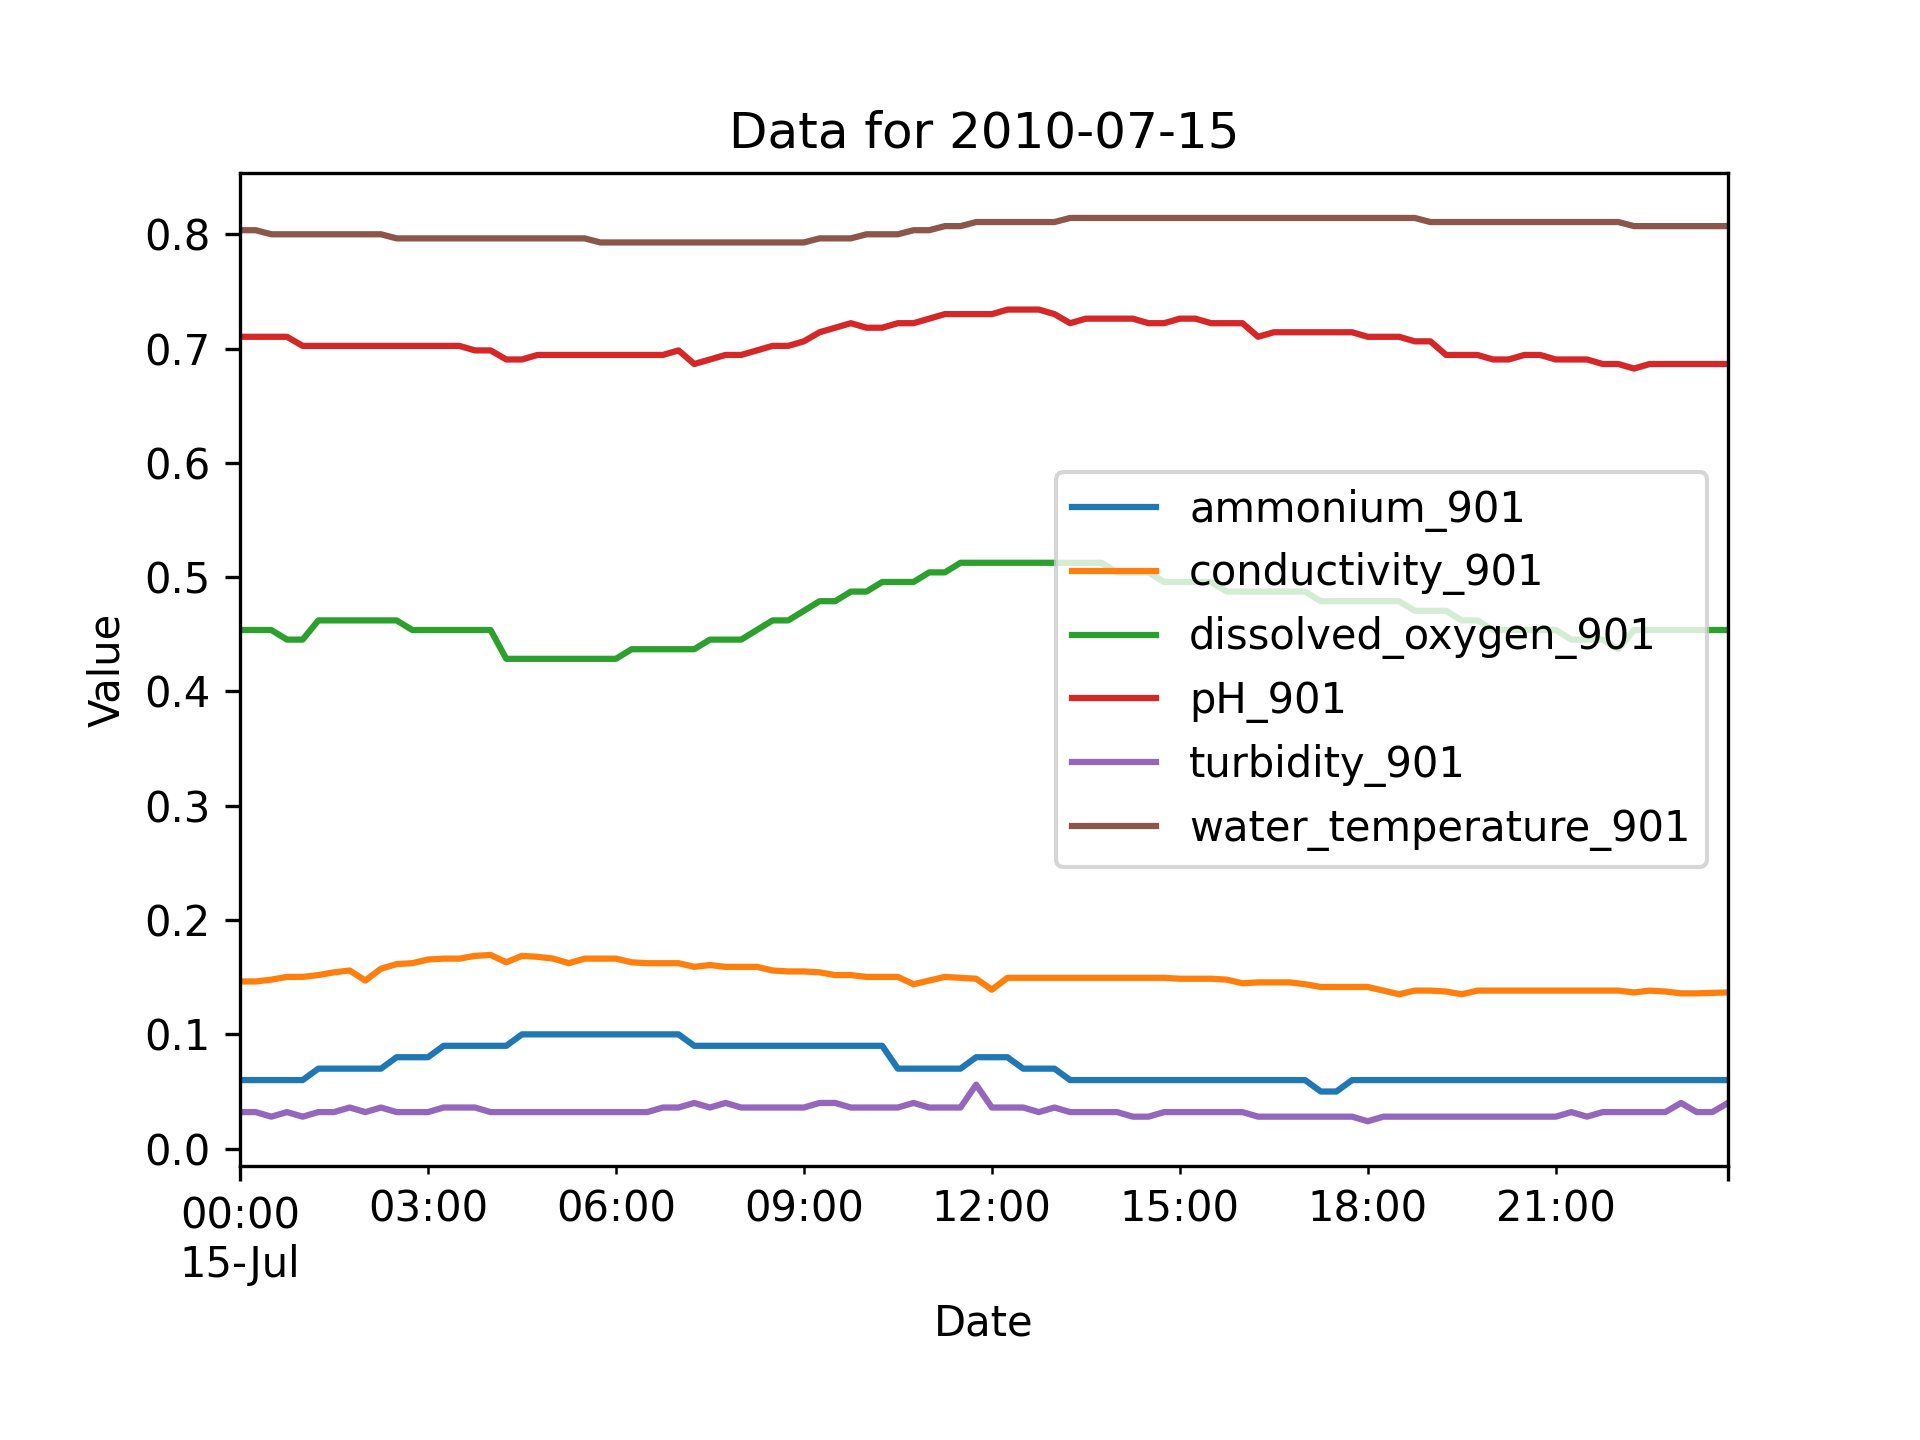 Data for 2010-07-15
Value
0.8
0.7
0.6
0.5
0.4
0.3
0.2
0.1
0.0
ammonium_901
conductivity_901
dissolved_oxygen_901
pH_901
turbidity_901
water_temperature_901
00:00 03:00 06:00 09:00 12:00 15:00 18:00 21:00
15-Jul
Date